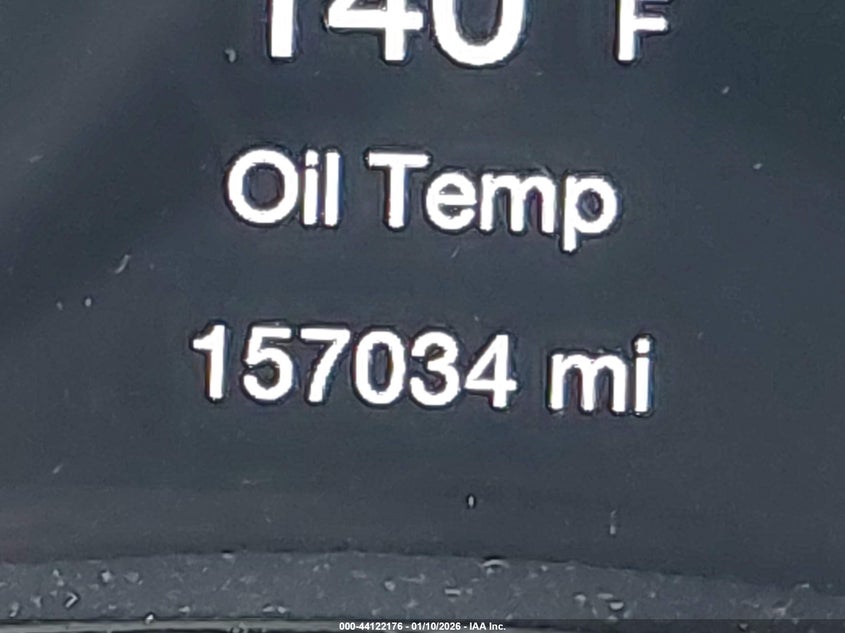 140 F
Oil Temp
157034 mi
000-44122176 - 01/10/2026 - IAA Inc.